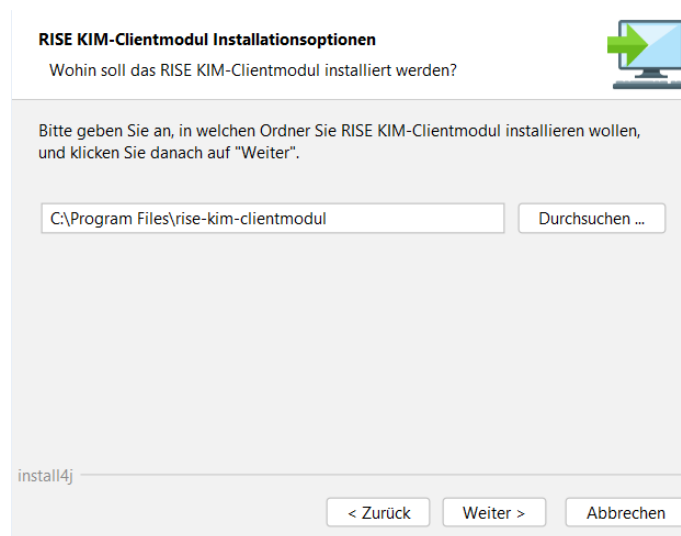 RISE KIM-Clientmodul Installationsoptionen
Wohin soll das RISE KIM-Clientmodul installiert werden?
Bitte geben Sie an, in welchen Ordner Sie RISE KIM-Clientmodul installieren wollen,
und klicken Sie danach auf "Weiter".
C:\Program Files\rise-kim-clientmodul
Durchsuchen ...
install4j
< Zurück
Weiter >
Abbrechen